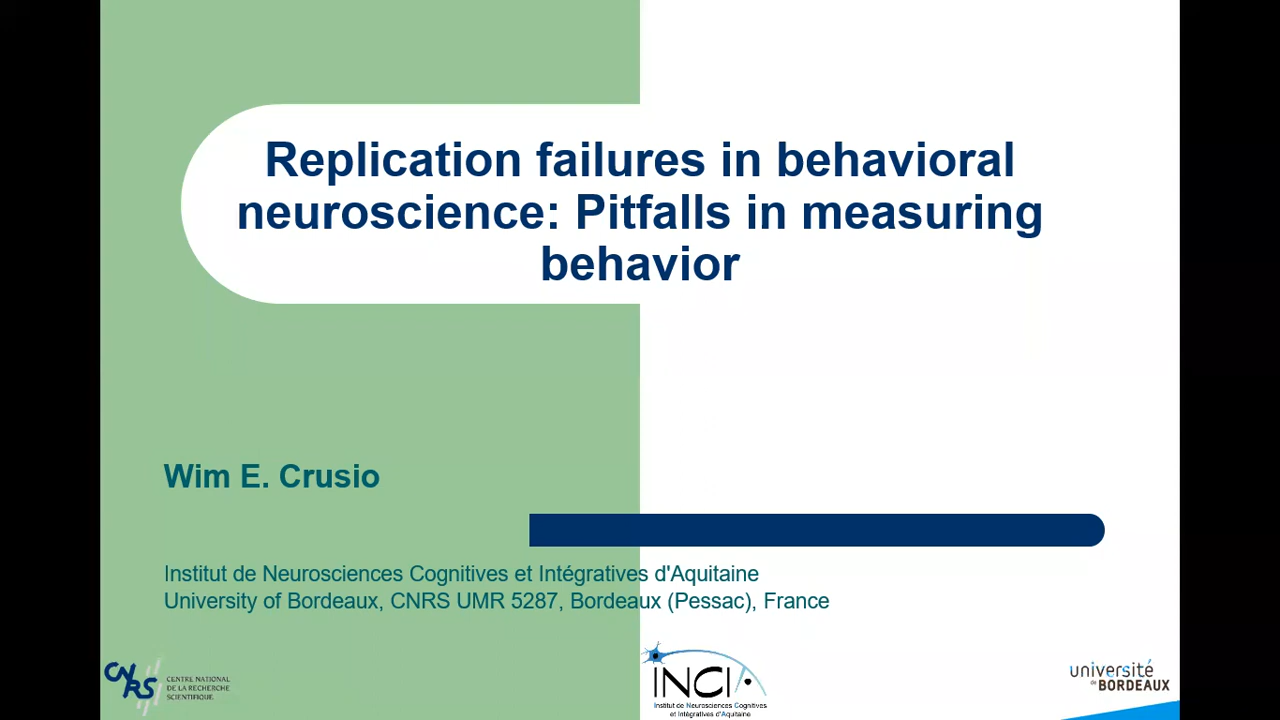 Replication failures in behavioral
neuroscience: Pitfalls in measuring
behavior
Wim E. Crusio
Institut de Neurosciences Cognitives et Intégratives d'Aquitaine
University of Bordeaux, CNRS UMR 5287, Bordeaux (Pessac), France
CNRS
CENTRE NATIONAL
DE LA RECHERCHE
SCIENTIFIQUE
INCIA
Institut de Neurosciences Cognitives
et Intégratives d'Aquitaine
université
de BORDEAUX